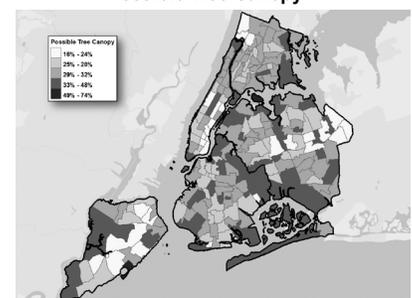 Possible Tree Canopy
16% - 24%
25% - 28%
29% - 32%
33% - 48%
49% - 74%